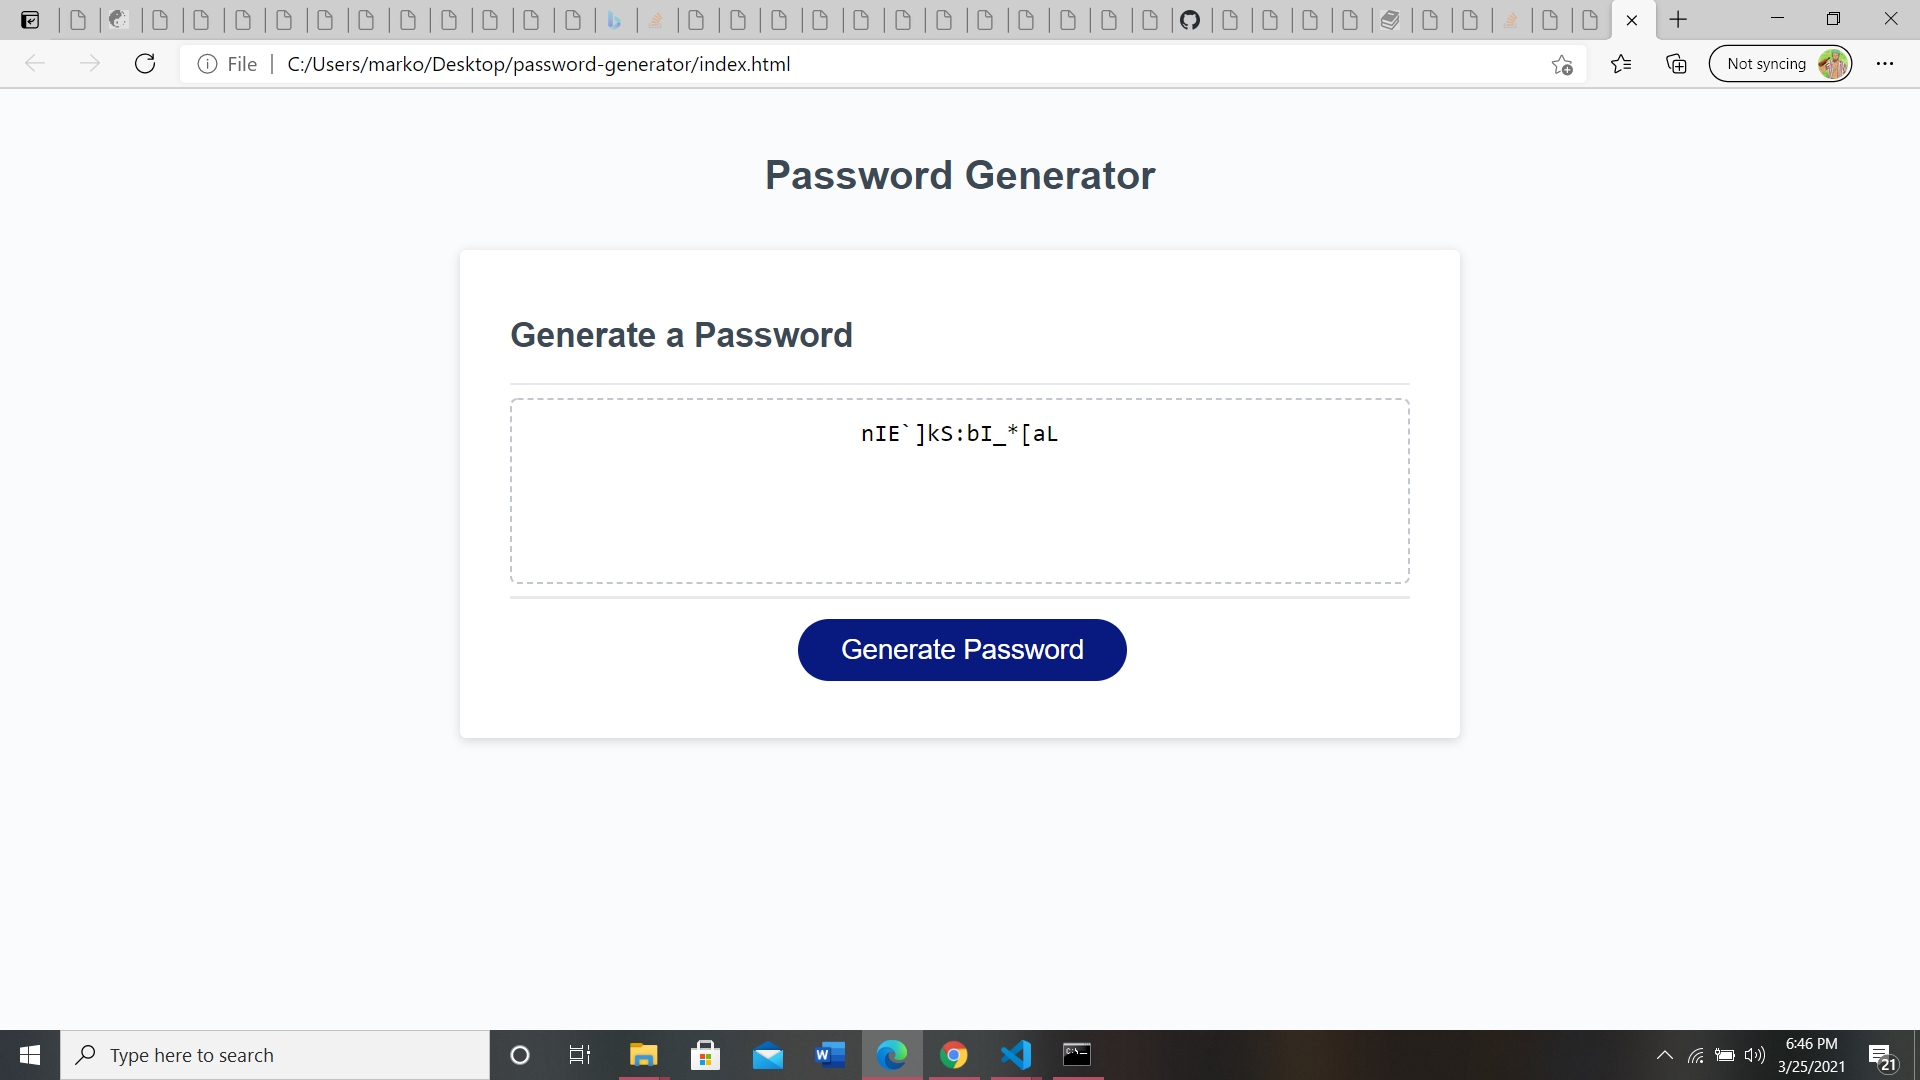 File
C:/Users/marko/Desktop/password-generator/index.html
Not syncing
Password Generator
Generate a Password
nIE`]kS:bI_*[aL
Generate Password
Type here to search
6:46 PM
3/25/2021
21